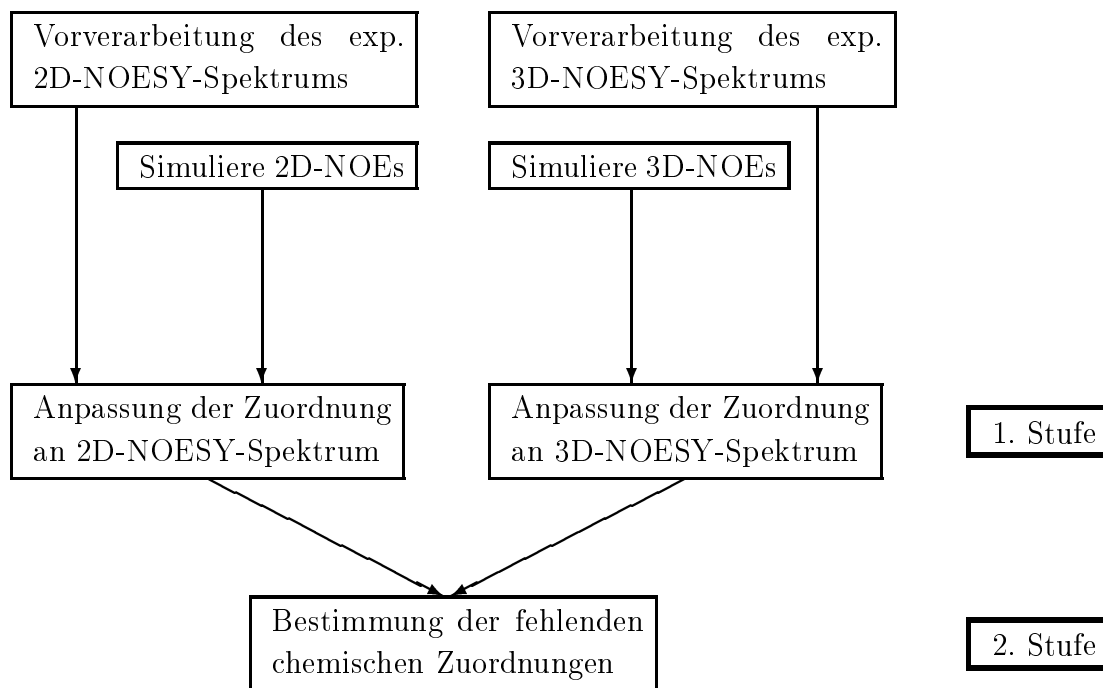 Vorverarbeitung des exp.
2D-NOESY-Spektrums
Vorverarbeitung des exp.
3D-NOESY-Spektrums
Simuliere 2D-NOEs
Simuliere 3D-NOEs
Anpassung der Zuordnung
an 2D-NOESY-Spektrum
Anpassung der Zuordnung
an 3D-NOESY-Spektrum
1. Stufe
Bestimmung der fehlenden
chemischen Zuordnungen
2. Stufe